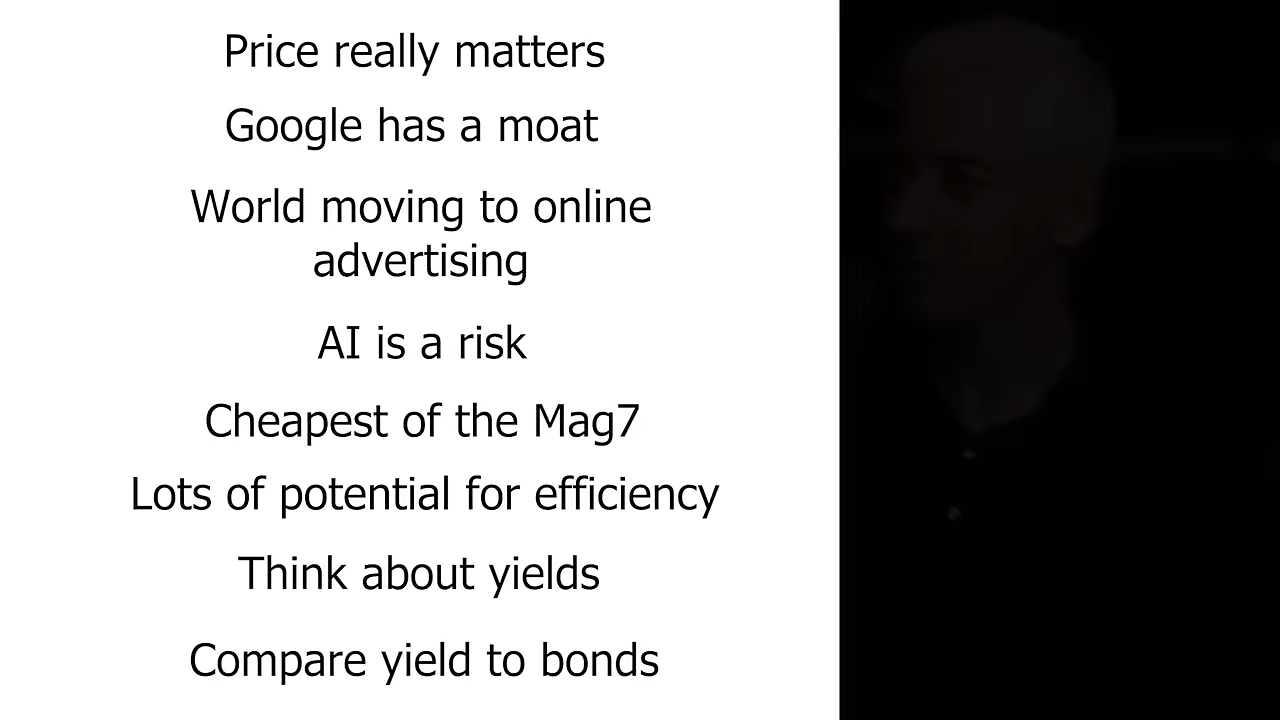 Price really matters
Google has a moat
World moving to online
advertising
AI is a risk
Cheapest of the Mag7
Lots of potential for efficiency
Think about yields
Compare yield to bonds